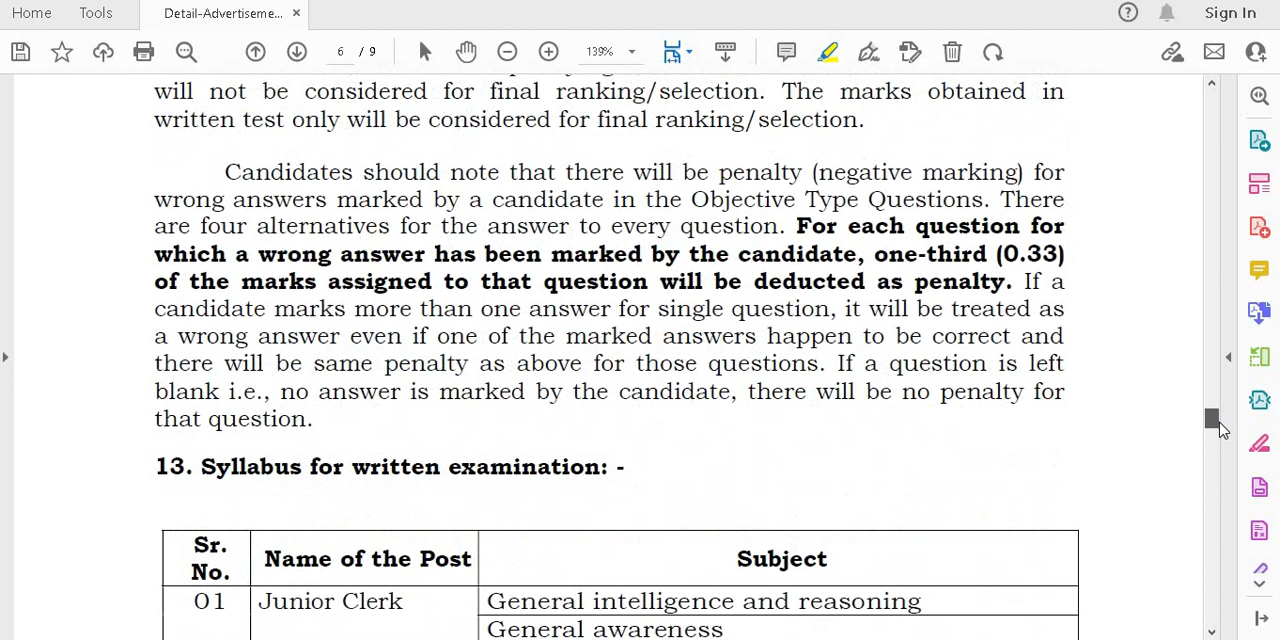 Home Tools Detail-Advertiseme... × Sign In
6 / 9 139%
will not be considered for final ranking/selection. The marks obtained in
written test only will be considered for final ranking/selection.
Candidates should note that there will be penalty (negative marking) for
wrong answers marked by a candidate in the Objective Type Questions. There
are four alternatives for the answer to every question. For each question for
which a wrong answer has been marked by the candidate, one-third (0.33)
of the marks assigned to that question will be deducted as penalty. If a
candidate marks more than one answer for single question, it will be treated as
a wrong answer even if one of the marked answers happen to be correct and
there will be same penalty as above for those questions. If a question is left
blank i.e., no answer is marked by the candidate, there will be no penalty for
that question.
13. Syllabus for written examination: -
Sr.
No. Name of the Post Subject
01 Junior Clerk General intelligence and reasoning
General awareness